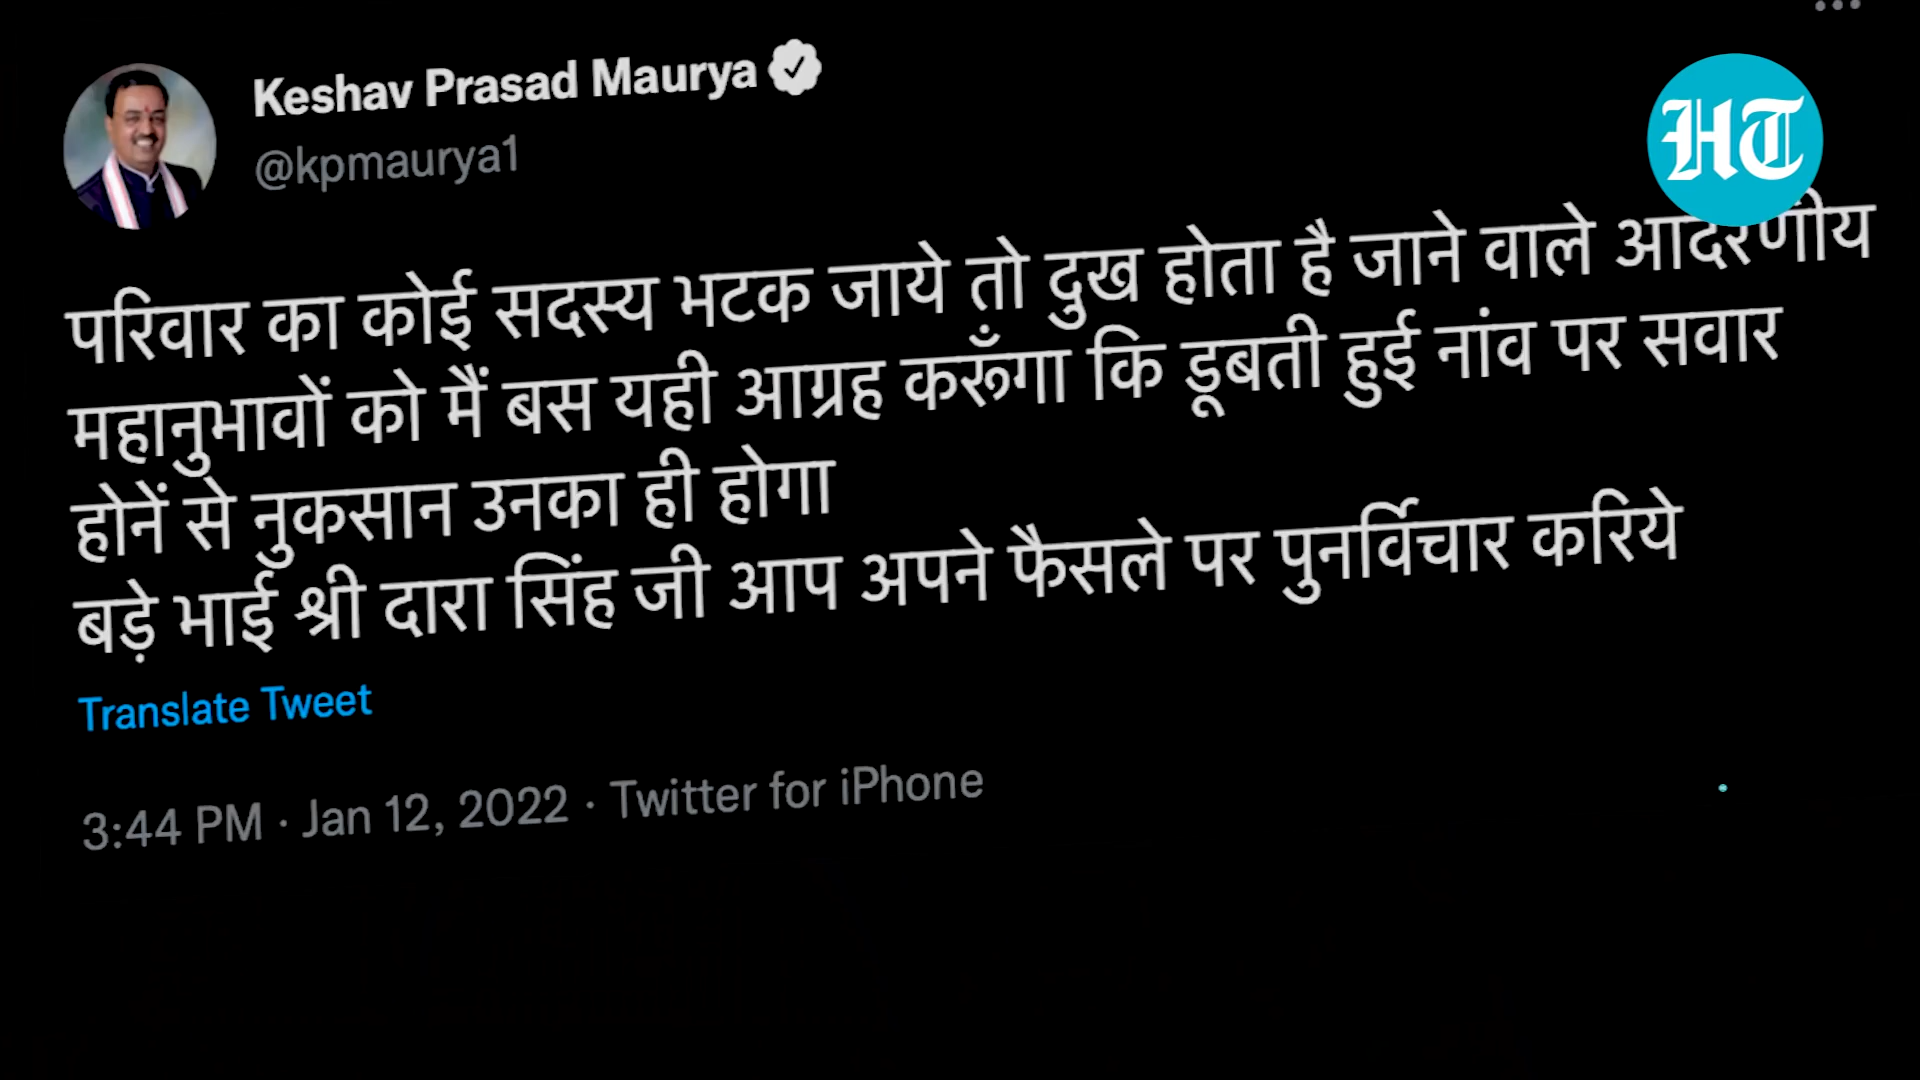 Keshav Prasad Maurya
@kpmaurya1
HT
परिवार का कोई सदस्य भटक जाये तो दुख होता है जाने वाले आदरणीय
महानुभावों को मैं बस यही आग्रह करूँगा कि डूबती हुई नांव पर सवार
होनें से नुकसान उनका ही होगा
बड़े भाई श्री दारा सिंह जी आप अपने फैसले पर पुनर्विचार करिये
Translate Tweet
3:44 PM · Jan 12, 2022 · Twitter for iPhone